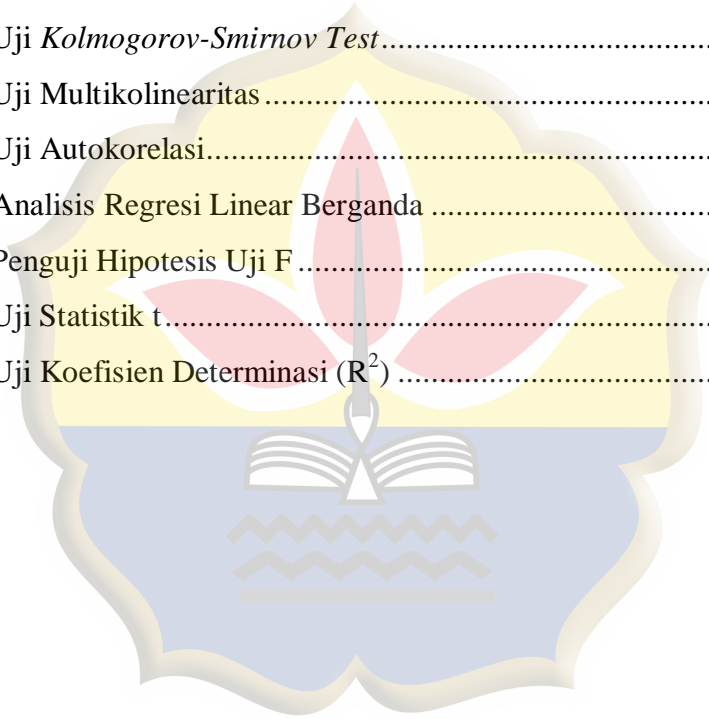 Uji Kolmogorov-Smirnov Test..........................................
Uji Multikolinearitas.........................................................
Uji Autokorelasi................................................................
Analisis Regresi Linear Berganda ...................................
Penguji Hipotesis Uji F.....................................................
Uji Statistik t......................................................................
Uji Koefisien Determinasi (R²) ........................................